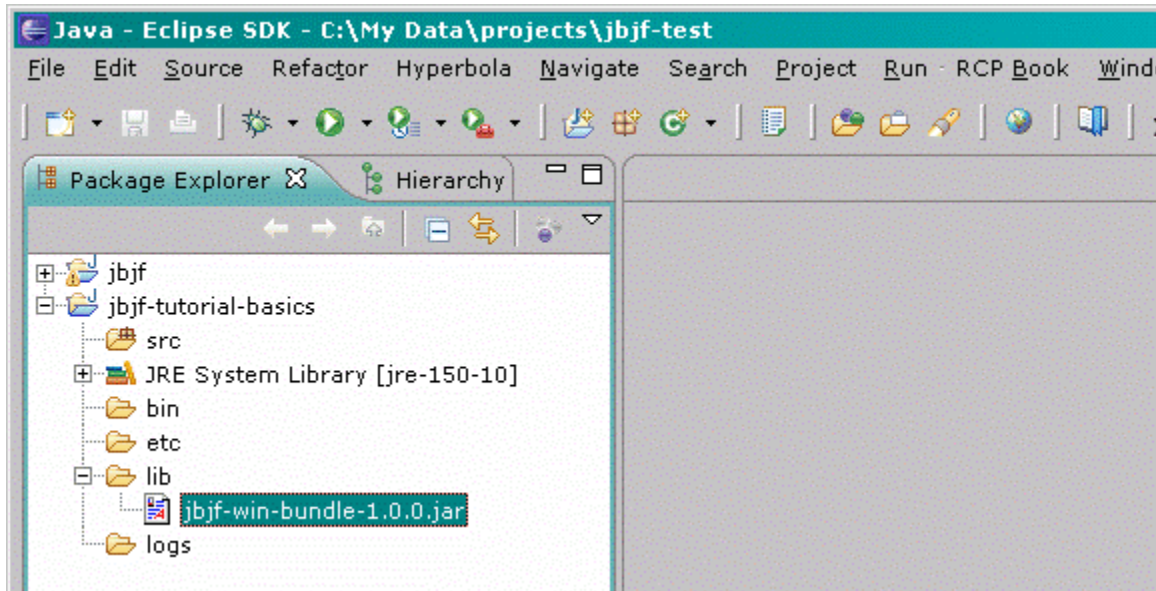 Java - Eclipse SDK - C:\My Data\projects\jbjf-test
File Edit Source Refactor Hyperbola Navigate Search Project Run RCP Book Wind
Package Explorer Hierarchy
jbjf
jbjf-tutorial-basics
src
JRE System Library [jre-150-10]
bin
etc
lib
jbjf-win-bundle-1.0.0.jar
logs